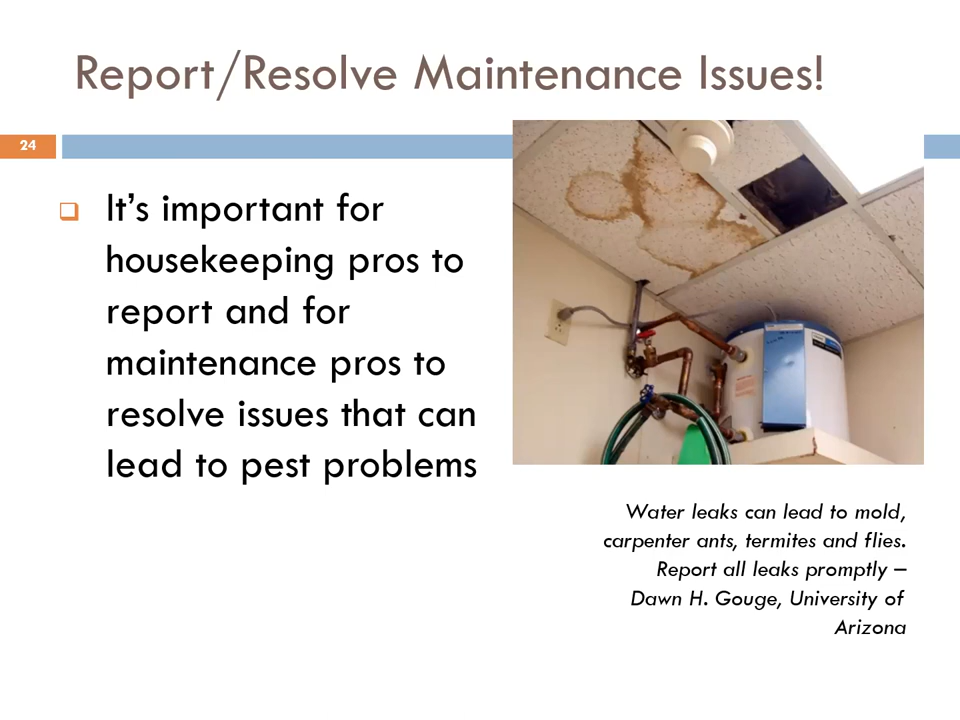 Report/Resolve Maintenance Issues!
24
❑ It’s important for
housekeeping pros to
report and for
maintenance pros to
resolve issues that can
lead to pest problems
Water leaks can lead to mold,
carpenter ants, termites and flies.
Report all leaks promptly –
Dawn H. Gouge, University of
Arizona